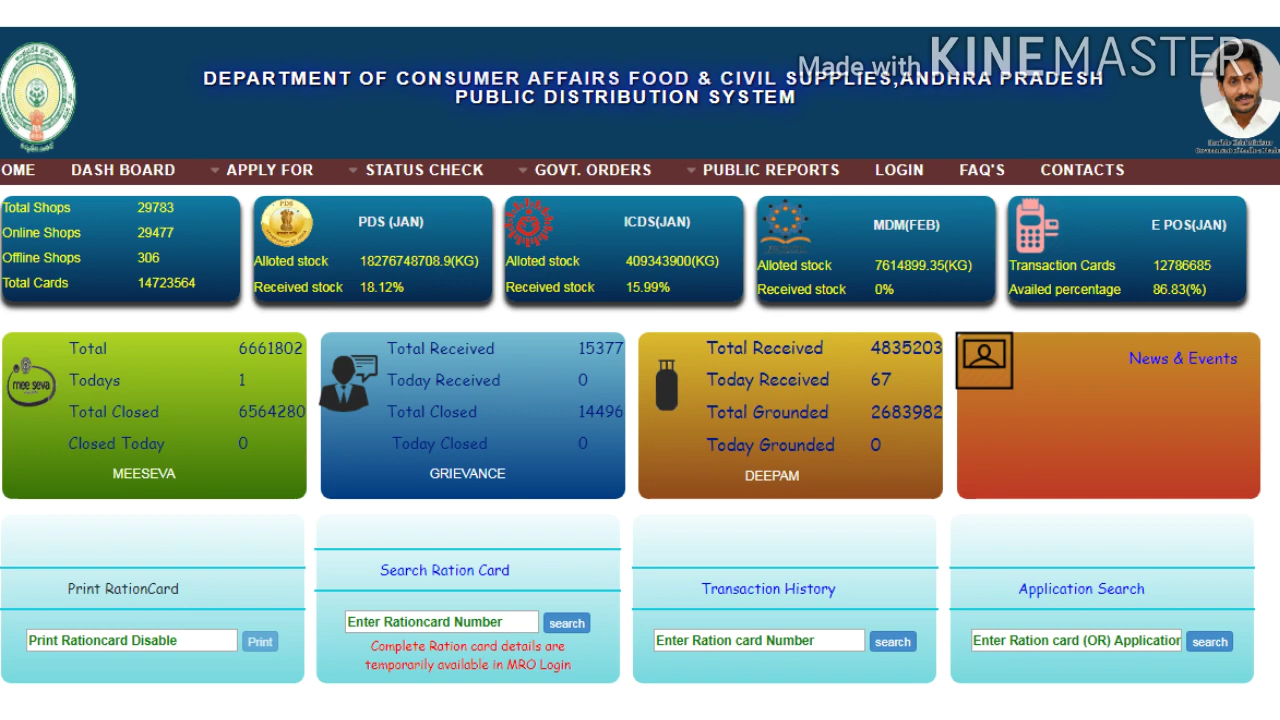 Made with KINEMASTER
DEPARTMENT OF CONSUMER AFFAIRS FOOD & CIVIL SUPPLIES,ANDHRA PRADESH
PUBLIC DISTRIBUTION SYSTEM
OME DASH BOARD APPLY FOR STATUS CHECK GOVT. ORDERS PUBLIC REPORTS LOGIN FAQ'S CONTACTS
Total Shops 29783
Online Shops 29477
Offline Shops 306
Total Cards 14723564
PDS
PDS (JAN)
Alloted stock 18276748708.9(KG)
Received stock 18.12%
ICDS(JAN)
Alloted stock 409343900(KG)
Received stock 15.99%
MDM(FEB)
Alloted stock 7614899.35(KG)
Received stock 0%
E POS(JAN)
Transaction Cards 12786685
Availed percentage 86.83(%)
mee seva
Total 6661802
Todays 1
Total Closed 6564280
Closed Today 0
MEESEVA
Total Received 15377
Today Received 0
Total Closed 14496
Today Closed 0
GRIEVANCE
Total Received 4835203
Today Received 67
Total Grounded 2683982
Today Grounded 0
DEEPAM
News & Events
Print RationCard
Print Rationcard Disable Print
Search Ration Card
Enter Rationcard Number search
Complete Ration card details are
temporarily available in MRO Login
Transaction History
Enter Ration card Number search
Application Search
Enter Ration card (OR) Application search